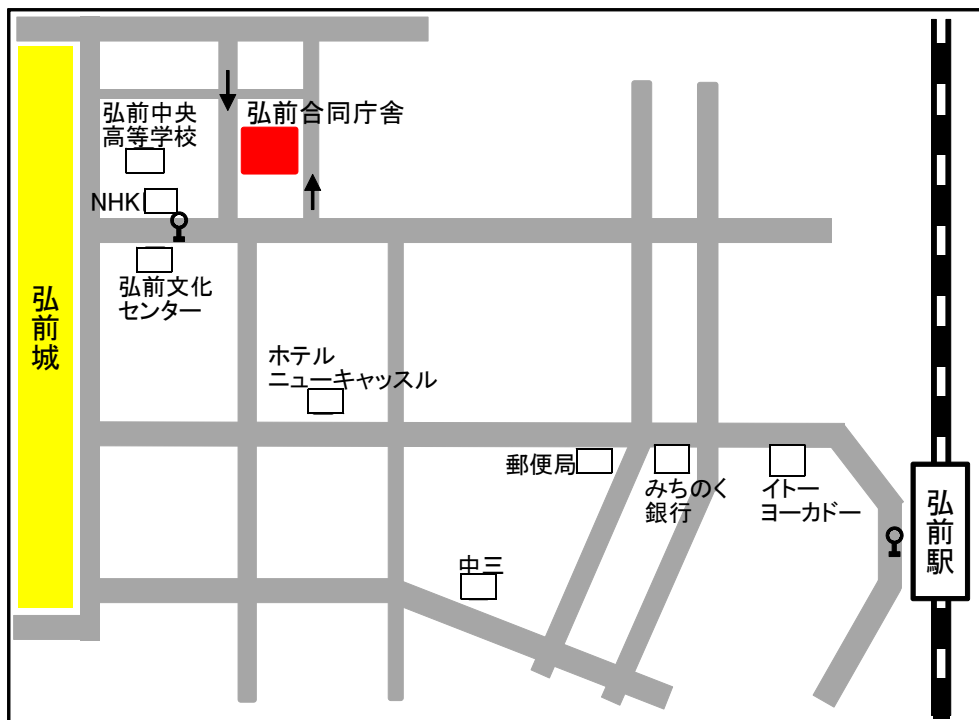 弘前中央
高等学校
弘前合同庁舎
NHK
弘前文化
センター
弘前城
ホテル
ニューキャッスル
郵便局
みちのく
銀行
イトー
ヨーカドー
弘前駅
中三